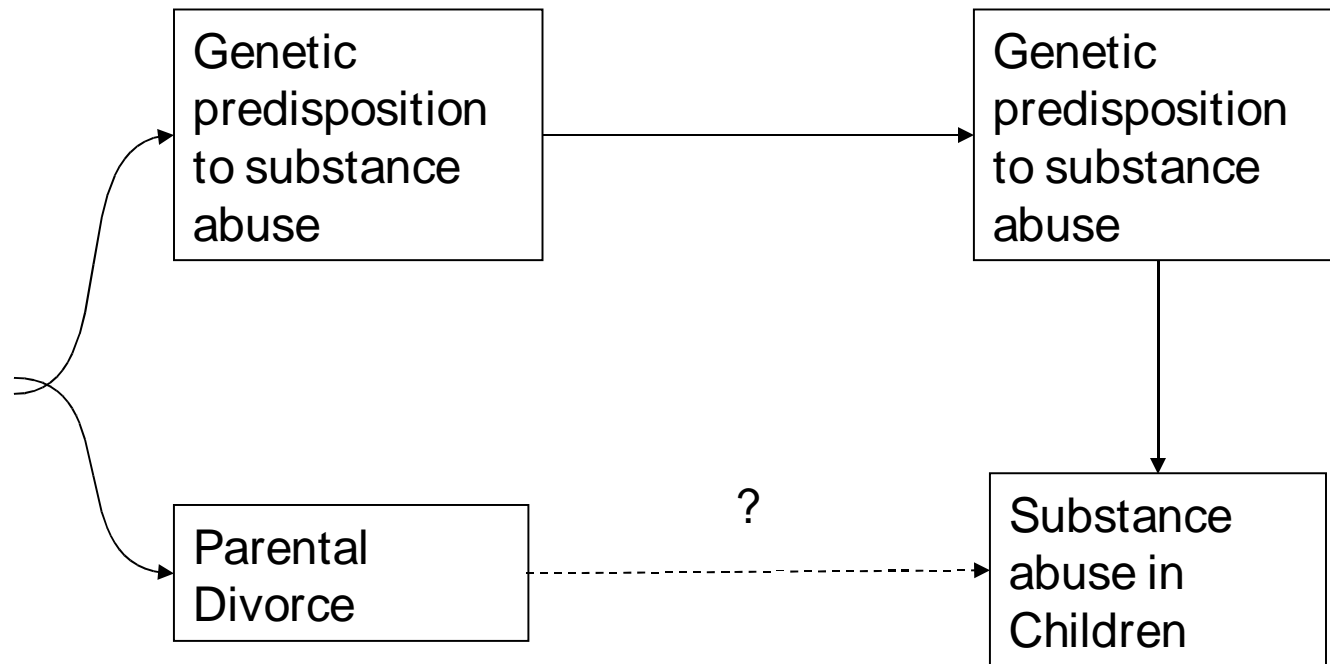 Genetic
predisposition
to substance
abuse
Genetic
predisposition
to substance
abuse
?
Parental
Divorce
Substance
abuse in
Children